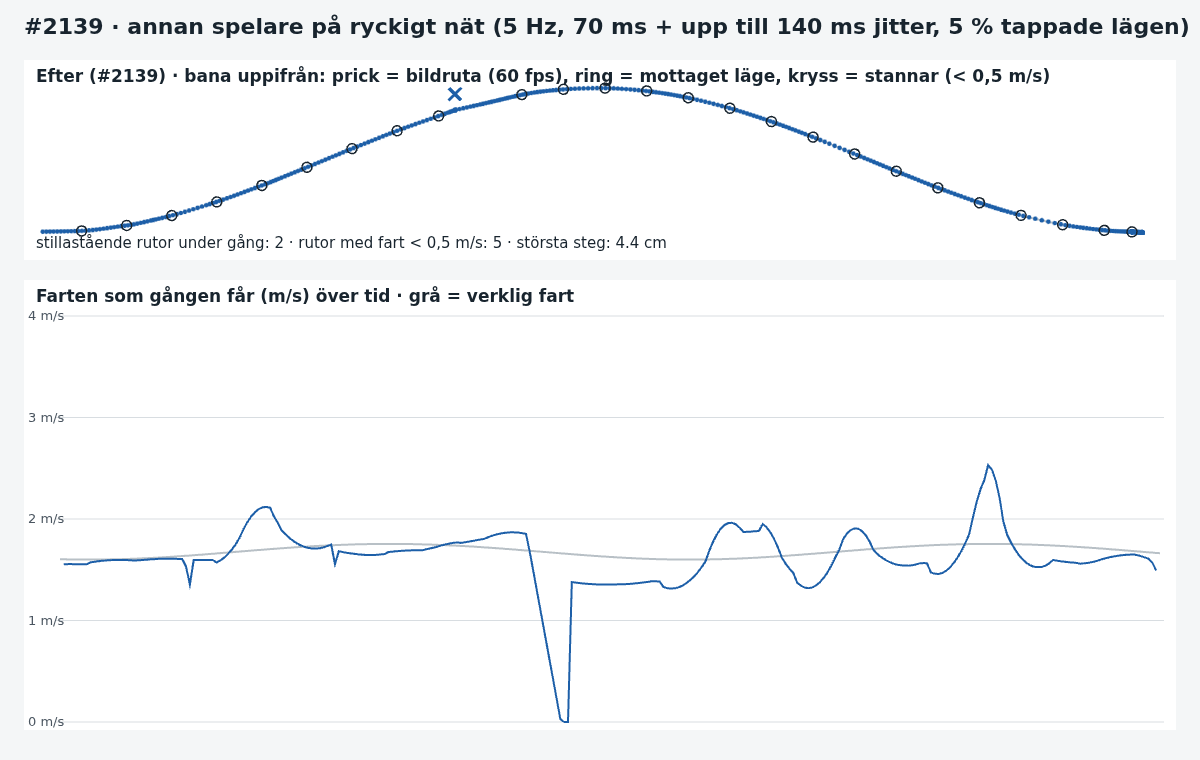 #2139 · annan spelare på ryckigt nät (5 Hz, 70 ms + upp till 140 ms jitter, 5 % tappade lägen)
Efter (#2139) · bana uppifrån: prick = bildruta (60 fps), ring = mottaget läge, kryss = stannar (< 0,5 m/s)
stillastående rutor under gång: 2 · rutor med fart < 0,5 m/s: 5 · största steg: 4.4 cm
Farten som gången får (m/s) över tid · grå = verklig fart
4 m/s
3 m/s
2 m/s
1 m/s
0 m/s